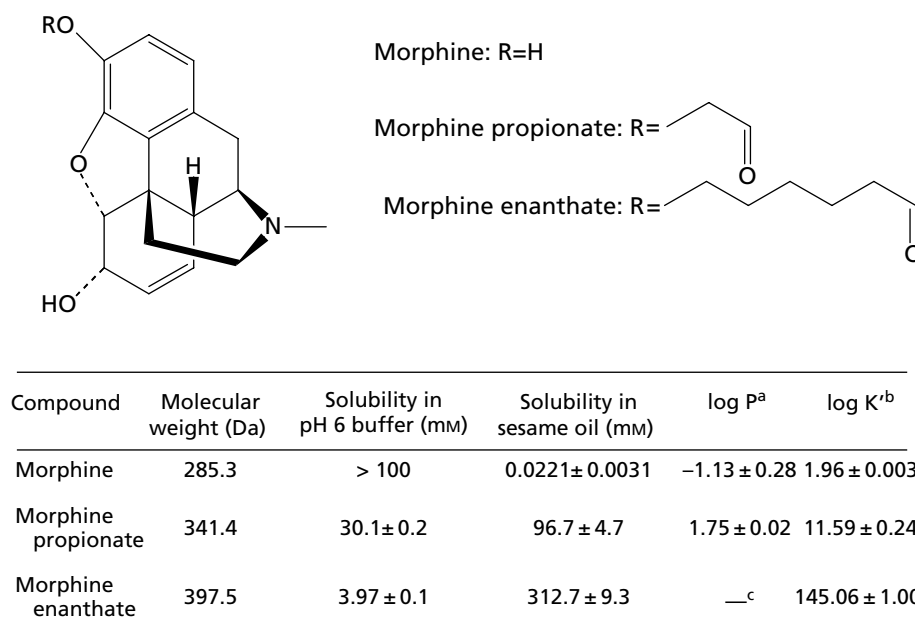 RO
Morphine: R=H
Morphine propionate: R=
O
O
H
Morphine enanthate: R=
N
O
HO
Compound Molecular weight (Da) Solubility in pH 6 buffer (mM) Solubility in sesame oil (mM) log Pᵃ log K′ᵇ
Morphine 285.3 > 100 0.0221± 0.0031 −1.13 ± 0.28 1.96 ± 0.003
Morphine propionate 341.4 30.1± 0.2 96.7 ± 4.7 1.75 ± 0.02 11.59 ± 0.24
Morphine enanthate 397.5 3.97 ± 0.1 312.7 ± 9.3 —ᶜ 145.06 ± 1.00